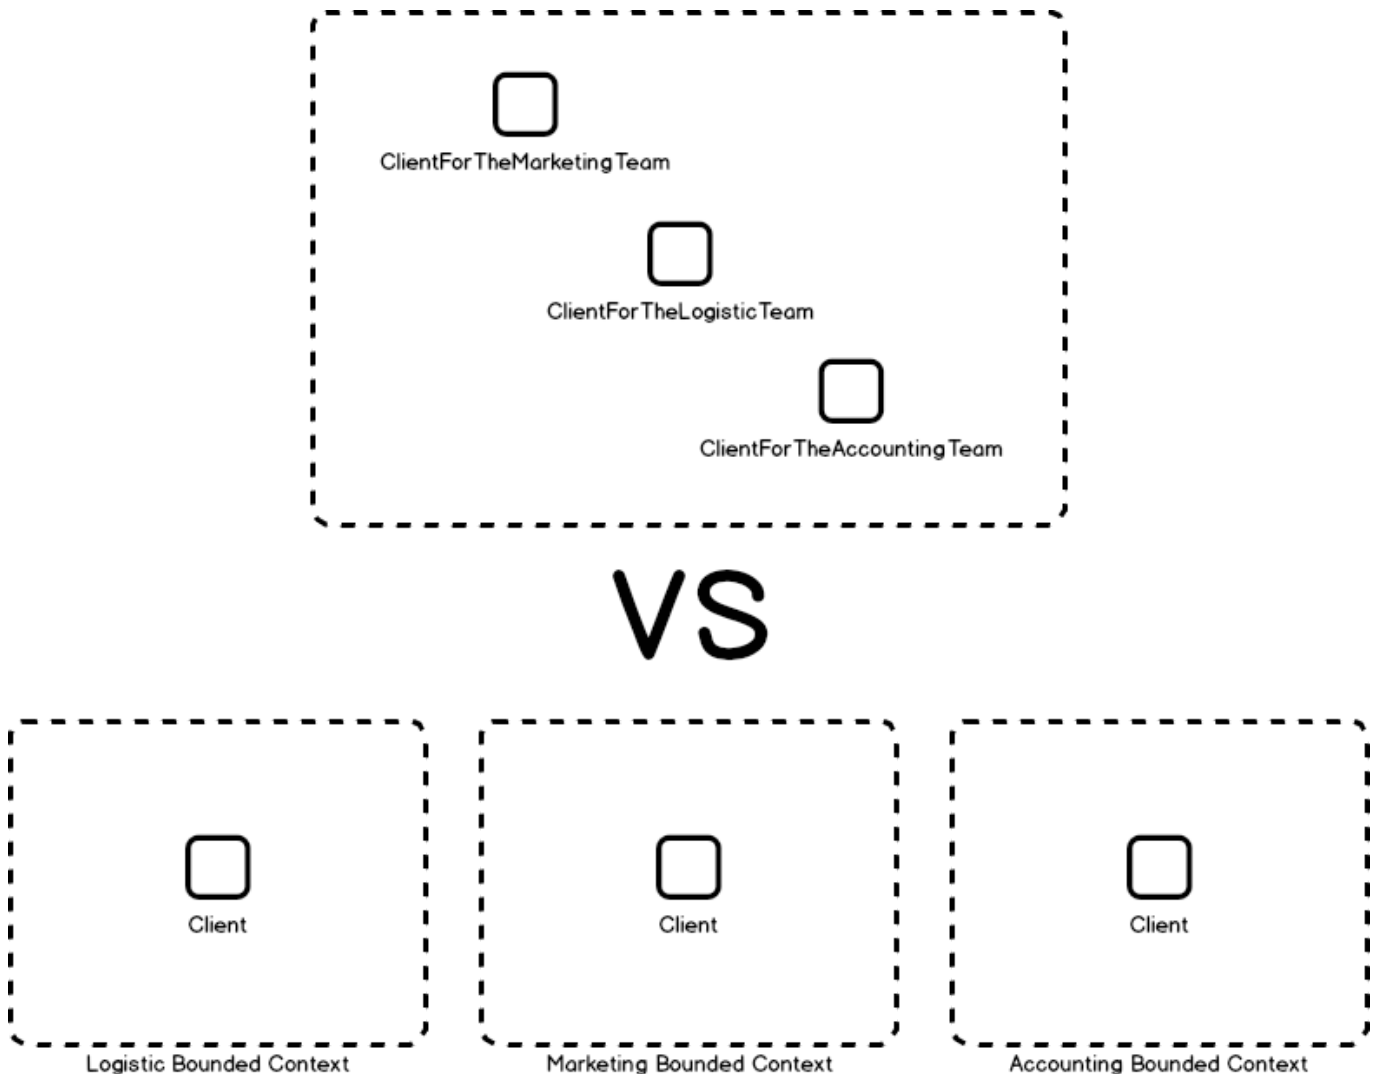 ClientForTheMarketingTeam
ClientForTheLogisticTeam
ClientForTheAccountingTeam
VS
Client
Client
Client
Logistic Bounded Context
Marketing Bounded Context
Accounting Bounded Context